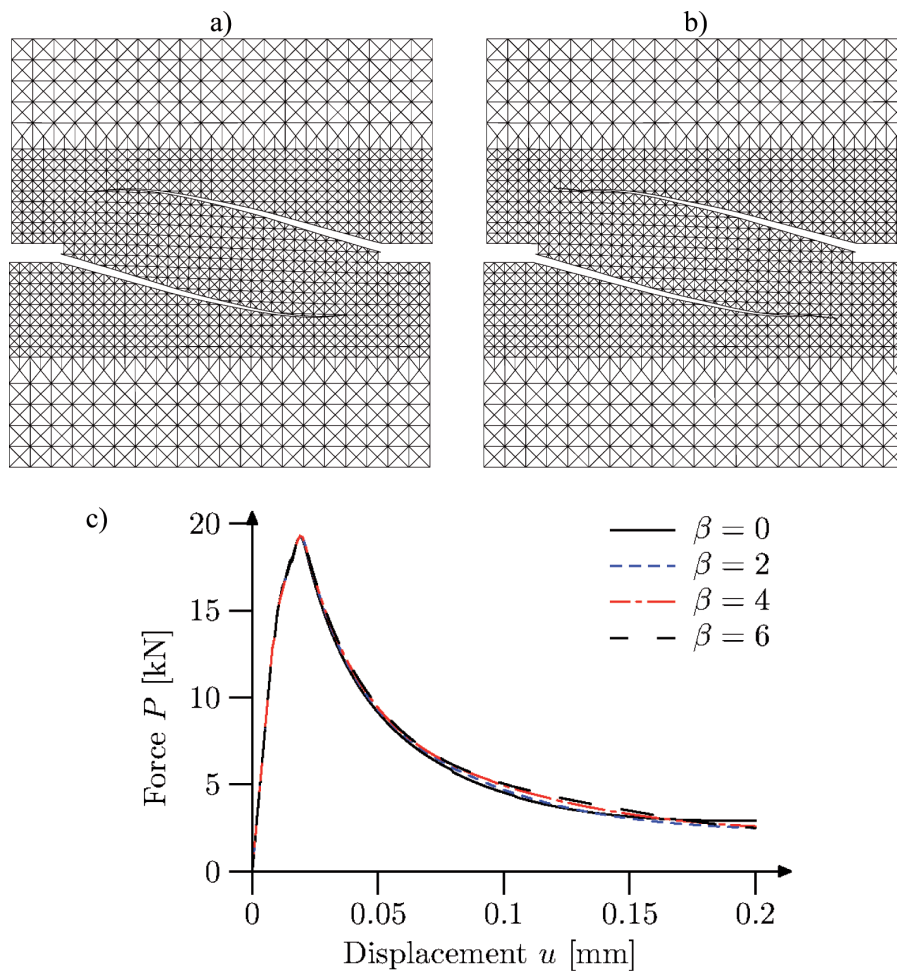 a) b)
c)
20
15
10
5
0
Force P [kN]
β = 0
β = 2
β = 4
β = 6
0 0.05 0.1 0.15 0.2
Displacement u [mm]